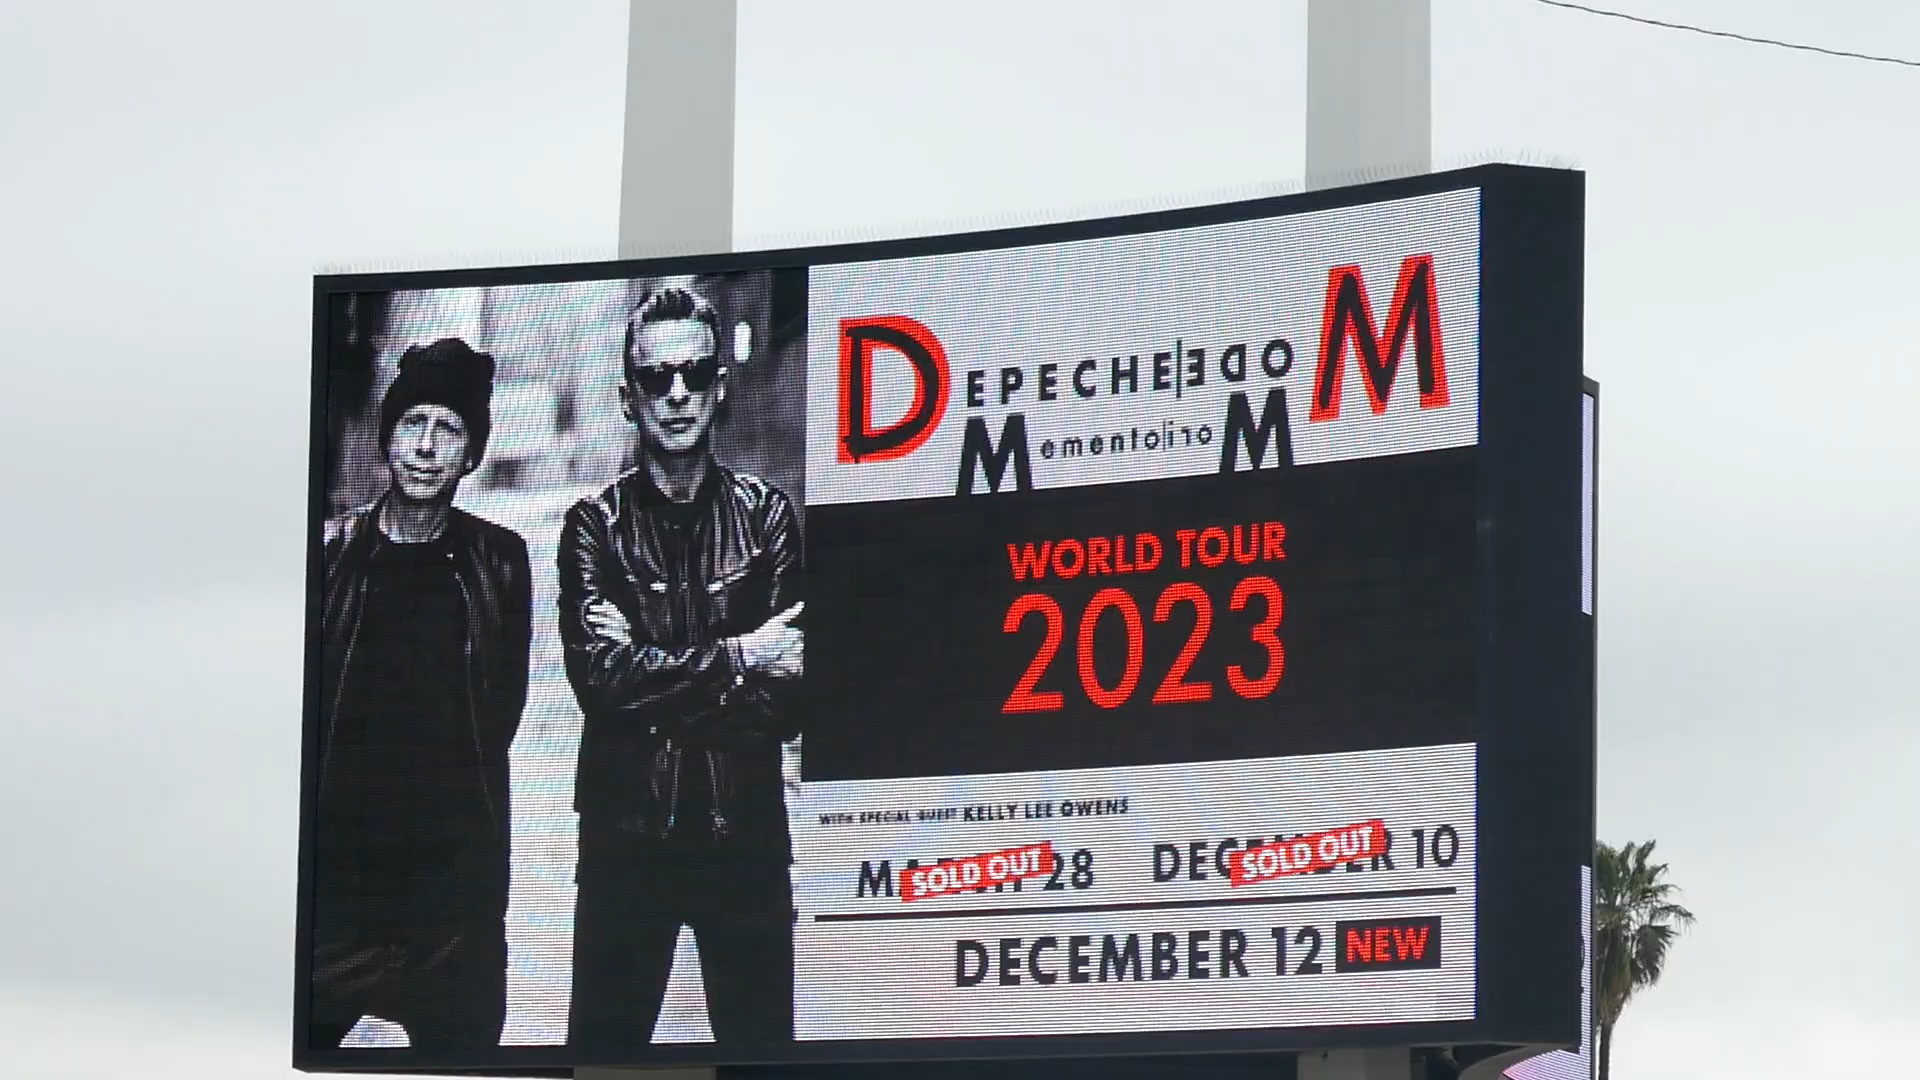 DEPECHE MODE
Memento Mori
WORLD TOUR
2023
WITH SPECIAL GUEST KELLY LEE OWENS
SOLD OUT 28
SOLD OUT 10
DECEMBER 12 NEW